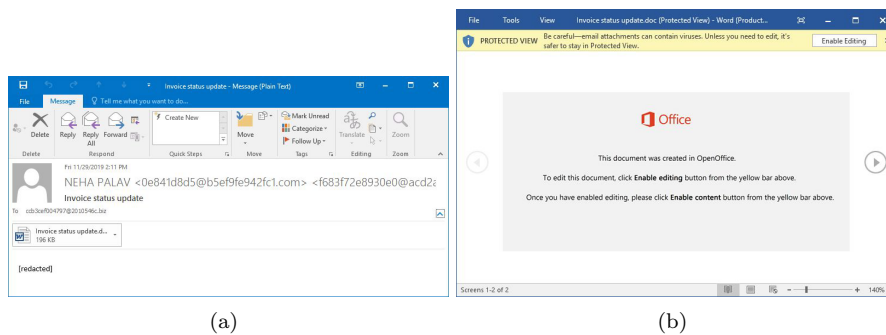 Invoice status update - Message (Plain Text)
File Message Tell me what you want to do...
Delete Reply Reply All Forward Create New Move Mark Unread Categorize Follow Up Translate Zoom
Delete Respond Quick Steps Move Tags Editing Zoom
Fri 11/29/2019 2:11 PM
NEHA PALAV <0e841d8d5@b5ef9fe942fc1.com> <f683f72e8930e0@acd2a
Invoice status update
To
Invoice status update.d...
196 KB
[redacted]
(a)
File Tools View Invoice status update.doc (Protected View) - Word (Product...
PROTECTED VIEW Be careful—email attachments can contain viruses. Unless you need to edit, it's
safer to stay in Protected View. Enable Editing
Office
This document was created in OpenOffice.
To edit this document, click Enable editing button from the yellow bar above.
Once you have enabled editing, please click Enable content button from the yellow bar above.
Screens 1-2 of 2 140%
(b)